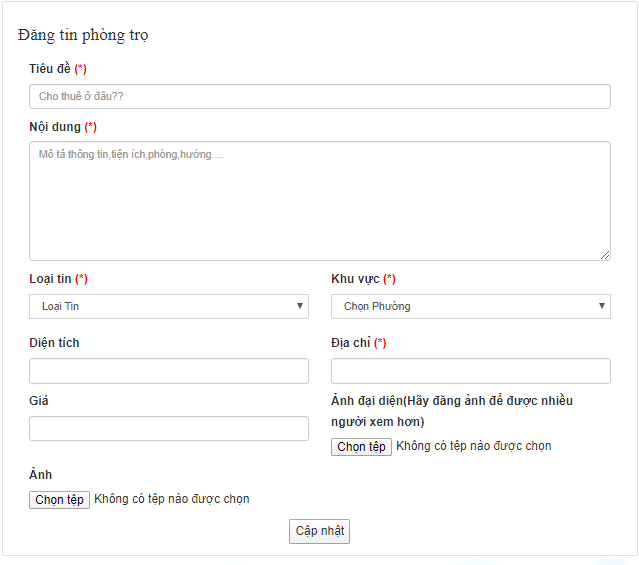 Đăng tin phòng trọ
Tiêu đề (*)
Cho thuê ở đâu??
Nội dung (*)
Mô tả thông tin,tiện ích,phòng,hướng....
Loại tin (*)
Khu vực (*)
Loại Tin
Chọn Phường
Diện tích
Địa chỉ (*)
Giá
Ảnh đại diện(Hãy đăng ảnh để được nhiều
người xem hơn)
Chọn tệp Không có tệp nào được chọn
Ảnh
Chọn tệp Không có tệp nào được chọn
Cập nhật